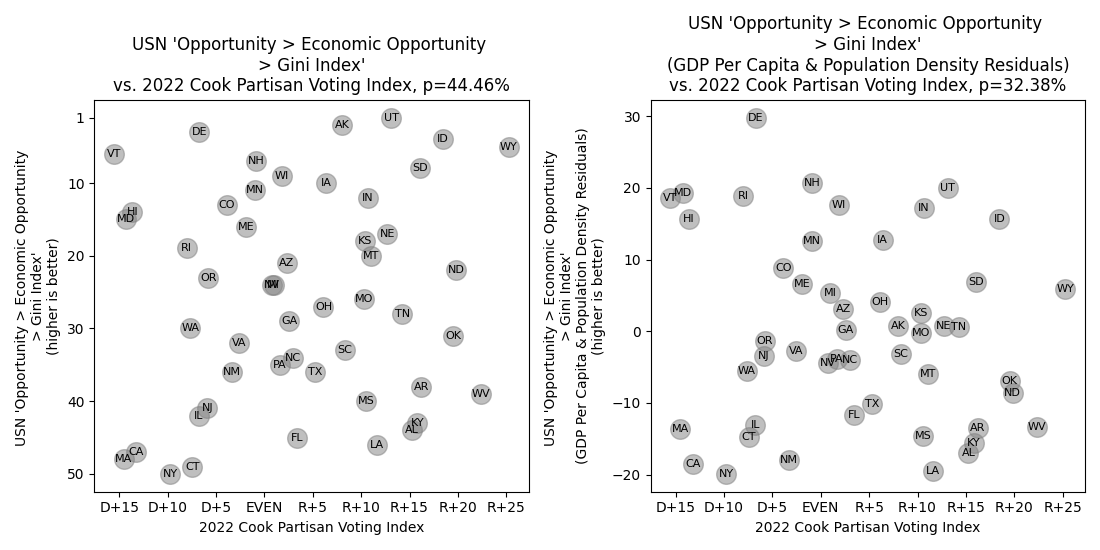 USN 'Opportunity > Economic Opportunity
> Gini Index'
vs. 2022 Cook Partisan Voting Index, p=44.46%
USN 'Opportunity > Economic Opportunity
> Gini Index'
(higher is better)
1
10
20
30
40
50
DE
AK
UT
ID
WY
VT
NH
SD
WI
MN
IA
IN
CO
HI
MD
ME
RI
KS
NE
MT
AZ
OR
ND
MI
MO
OH
TN
GA
WA
VA
SC
OK
NC
PA
NM
TX
AR
WV
MS
NJ
IL
KY
AL
FL
LA
CA
MA
CT
NY
D+15 D+10 D+5 EVEN R+5 R+10 R+15 R+20 R+25
2022 Cook Partisan Voting Index
USN 'Opportunity > Economic Opportunity
> Gini Index'
(GDP Per Capita & Population Density Residuals)
vs. 2022 Cook Partisan Voting Index, p=32.38%
USN 'Opportunity > Economic Opportunity
> Gini Index'
(GDP Per Capita & Population Density Residuals)
(higher is better)
30
20
10
0
−10
−20
DE
NH
UT
MD
VT
RI
WI
IN
HI
ID
MN
IA
CO
ME
SD
WY
MI
OH
AZ
KS
GA
AK
MO
NE
TN
OR
NJ
VA
SC
NV
PA
NC
WA
MT
OK
ND
TX
FL
IL
MA
CT
MS
AR
WV
KY
AL
NM
CA
LA
NY
D+15 D+10 D+5 EVEN R+5 R+10 R+15 R+20 R+25
2022 Cook Partisan Voting Index